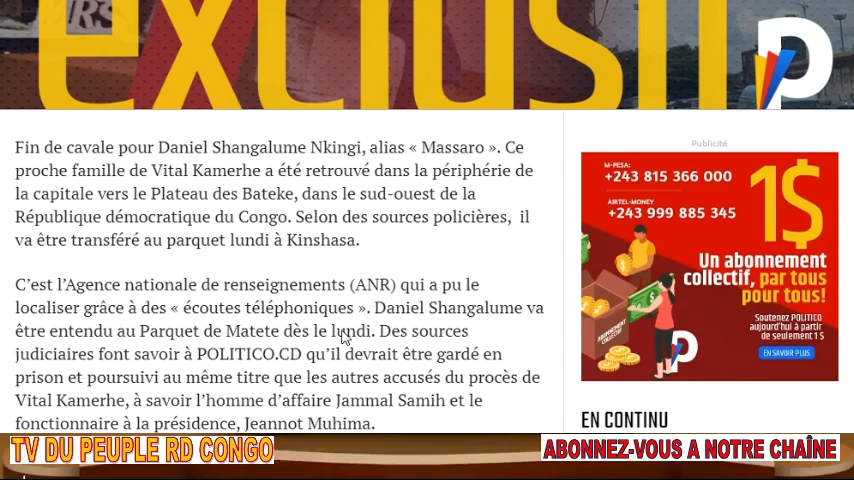 exclusif
P
Fin de cavale pour Daniel Shangalume Nkingi, alias « Massaro ». Ce
proche famille de Vital Kamerhe a été retrouvé dans la périphérie de
la capitale vers le Plateau des Bateke, dans le sud-ouest de la
République démocratique du Congo. Selon des sources policières, il
va être transféré au parquet lundi à Kinshasa.
C’est l’Agence nationale de renseignements (ANR) qui a pu le
localiser grâce à des « écoutes téléphoniques ». Daniel Shangalume va
être entendu au Parquet de Matete dès le lundi. Des sources
judiciaires font savoir à POLITICO.CD qu’il devrait être gardé en
prison et poursuivi au même titre que les autres accusés du procès de
Vital Kamerhe, à savoir l’homme d’affaire Jammal Samih et le
fonctionnaire à la présidence, Jeannot Muhima.
Publicité
M-PESA:
+243 815 366 000
AIRTEL-MONEY
+243 999 885 345
1$
Un abonnement
collectif, par tous
pour tous!
Soutenez POLITICO
aujourd'hui à partir
de seulement 1 $
EN SAVOIR PLUS
ABONNEMENT
COLLECTIF
P
EN CONTINU
TV DU PEUPLE RD CONGO
ABONNEZ-VOUS A NOTRE CHAÎNE